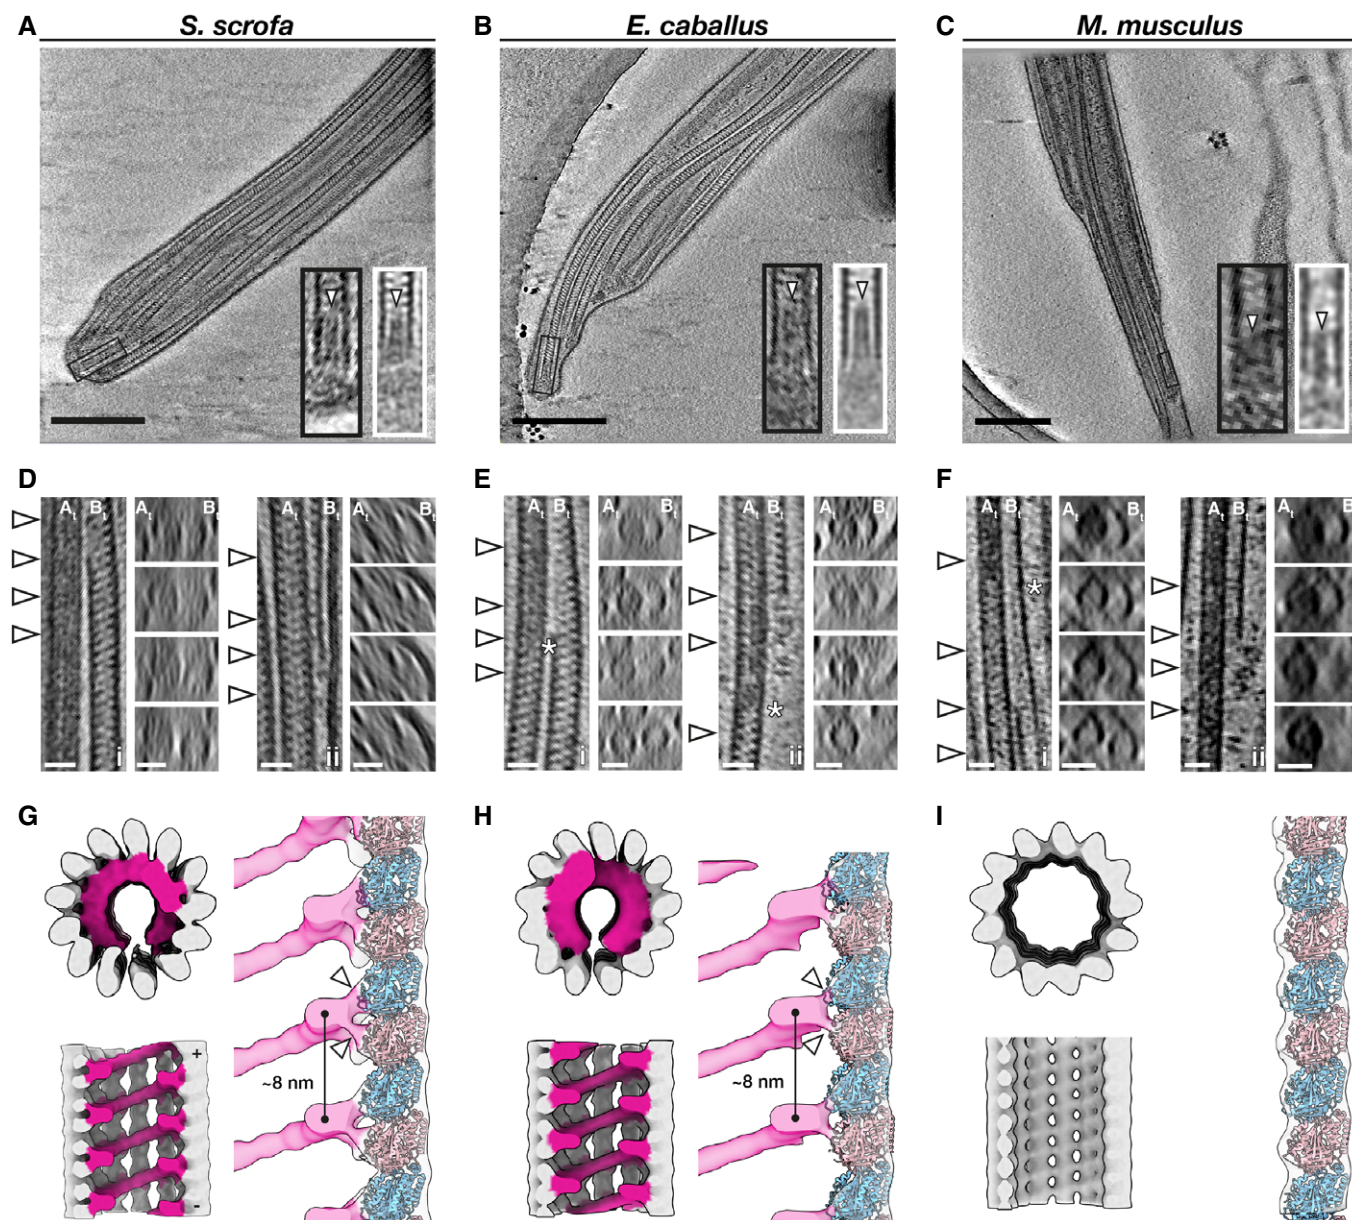 A S. scrofa
B E. caballus
C M. musculus
D
At Bt
At Bt
At Bt
At Bt
i
ii
E
At Bt
At Bt
At Bt
At Bt
*
*
i
ii
F
At Bt
At Bt
At Bt
At Bt
*
i
ii
G
+
-
~8 nm
H
~8 nm
I